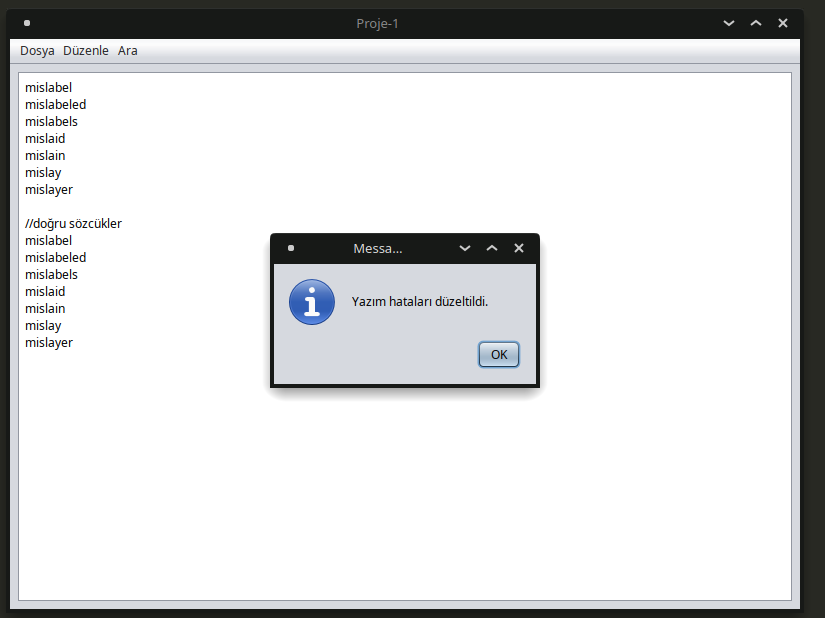 Proje-1
Dosya Düzenle Ara
mislabel
mislabeled
mislabels
mislaid
mislain
mislay
mislayer
//doğru sözcükler
mislabel
mislabeled
mislabels
mislaid
mislain
mislay
mislayer
Messa...
Yazım hataları düzeltildi.
OK